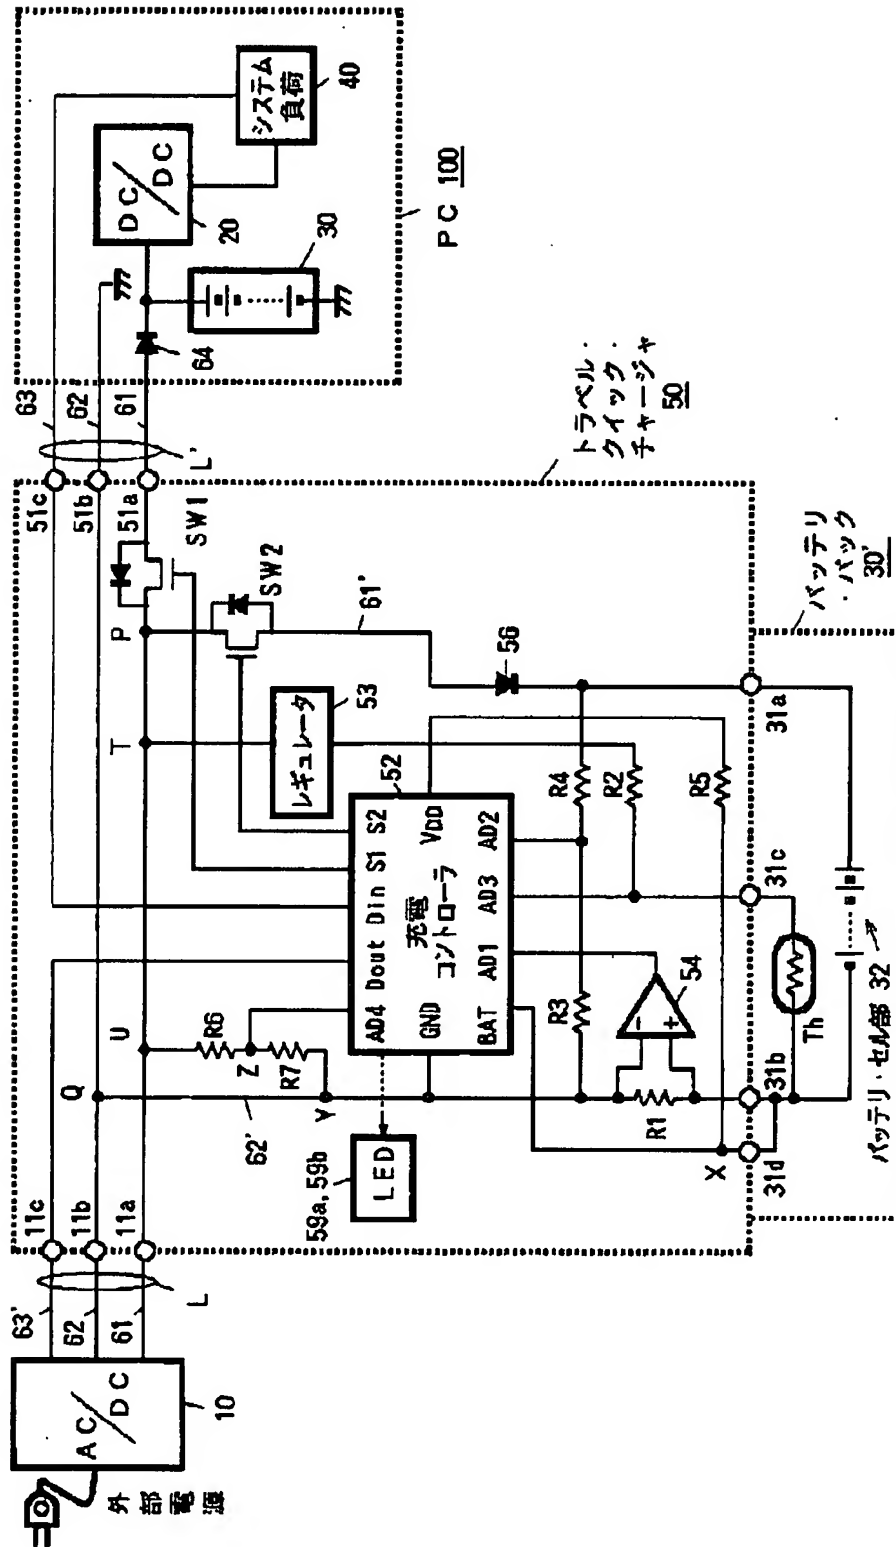 外部電源
AC/DC
10
63'
62
61
L
11c
11b
11a
Q
U
T
P
51c
51b
51a
SW1
SW2
63
62
61
L'
64
DC/DC
20
30
システム
負荷
40
PC 100
トラベル・
クイック・
チャージャ
50
61'
62'
Y
Z
R6
R7
レギュレータ
53
52
充電
コントローラ
Dout
Din
S1
S2
AD4
GND
BAT
AD1
AD3
AD2
VDD
LED
59a, 59b
56
R4
R2
R5
R3
R1
54
X
31d
31b
31c
31a
Th
バッテリ・セル部 32
バッテリ
・パック
30'